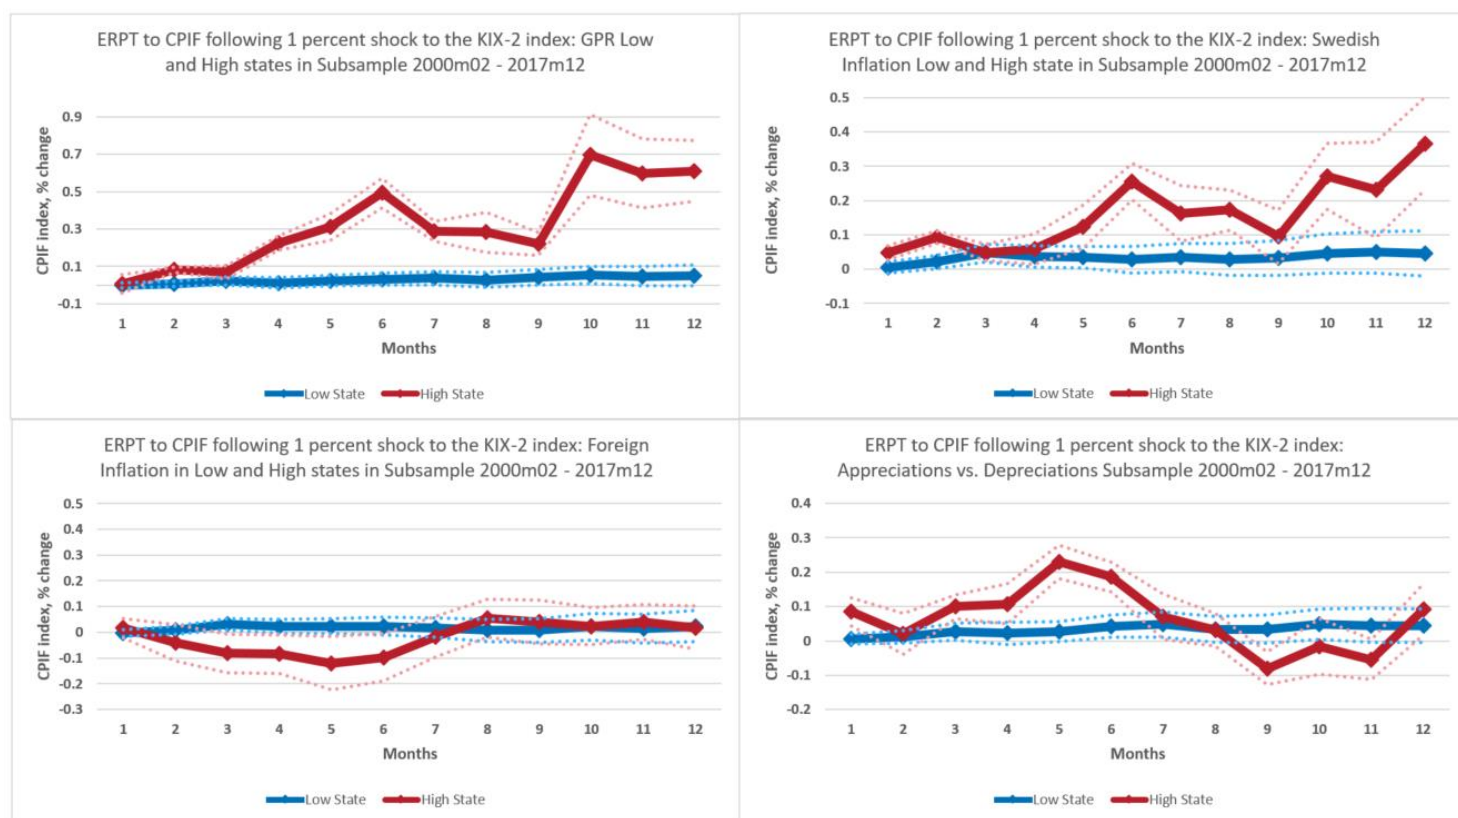 ERPT to CPIF following 1 percent shock to the KIX-2 index: GPR Low
and High states in Subsample 2000m02 - 2017m12
CPIF index, % change
0.9
0.7
0.5
0.3
0.1
-0.1
1 2 3 4 5 6 7 8 9 10 11 12
Months
Low State High State
ERPT to CPIF following 1 percent shock to the KIX-2 index: Swedish
Inflation Low and High state in Subsample 2000m02 - 2017m12
CPIF index, % change
0.5
0.4
0.3
0.2
0.1
0
-0.1
1 2 3 4 5 6 7 8 9 10 11 12
Months
Low State High State
ERPT to CPIF following 1 percent shock to the KIX-2 index: Foreign
Inflation in Low and High states in Subsample 2000m02 - 2017m12
CPIF index, % change
0.5
0.4
0.3
0.2
0.1
0
-0.1
-0.2
-0.3
1 2 3 4 5 6 7 8 9 10 11 12
Months
Low State High State
ERPT to CPIF following 1 percent shock to the KIX-2 index:
Appreciations vs. Depreciations Subsample 2000m02 - 2017m12
CPIF index, % change
0.4
0.3
0.2
0.1
0
-0.1
-0.2
1 2 3 4 5 6 7 8 9 10 11 12
Months
Low State High State